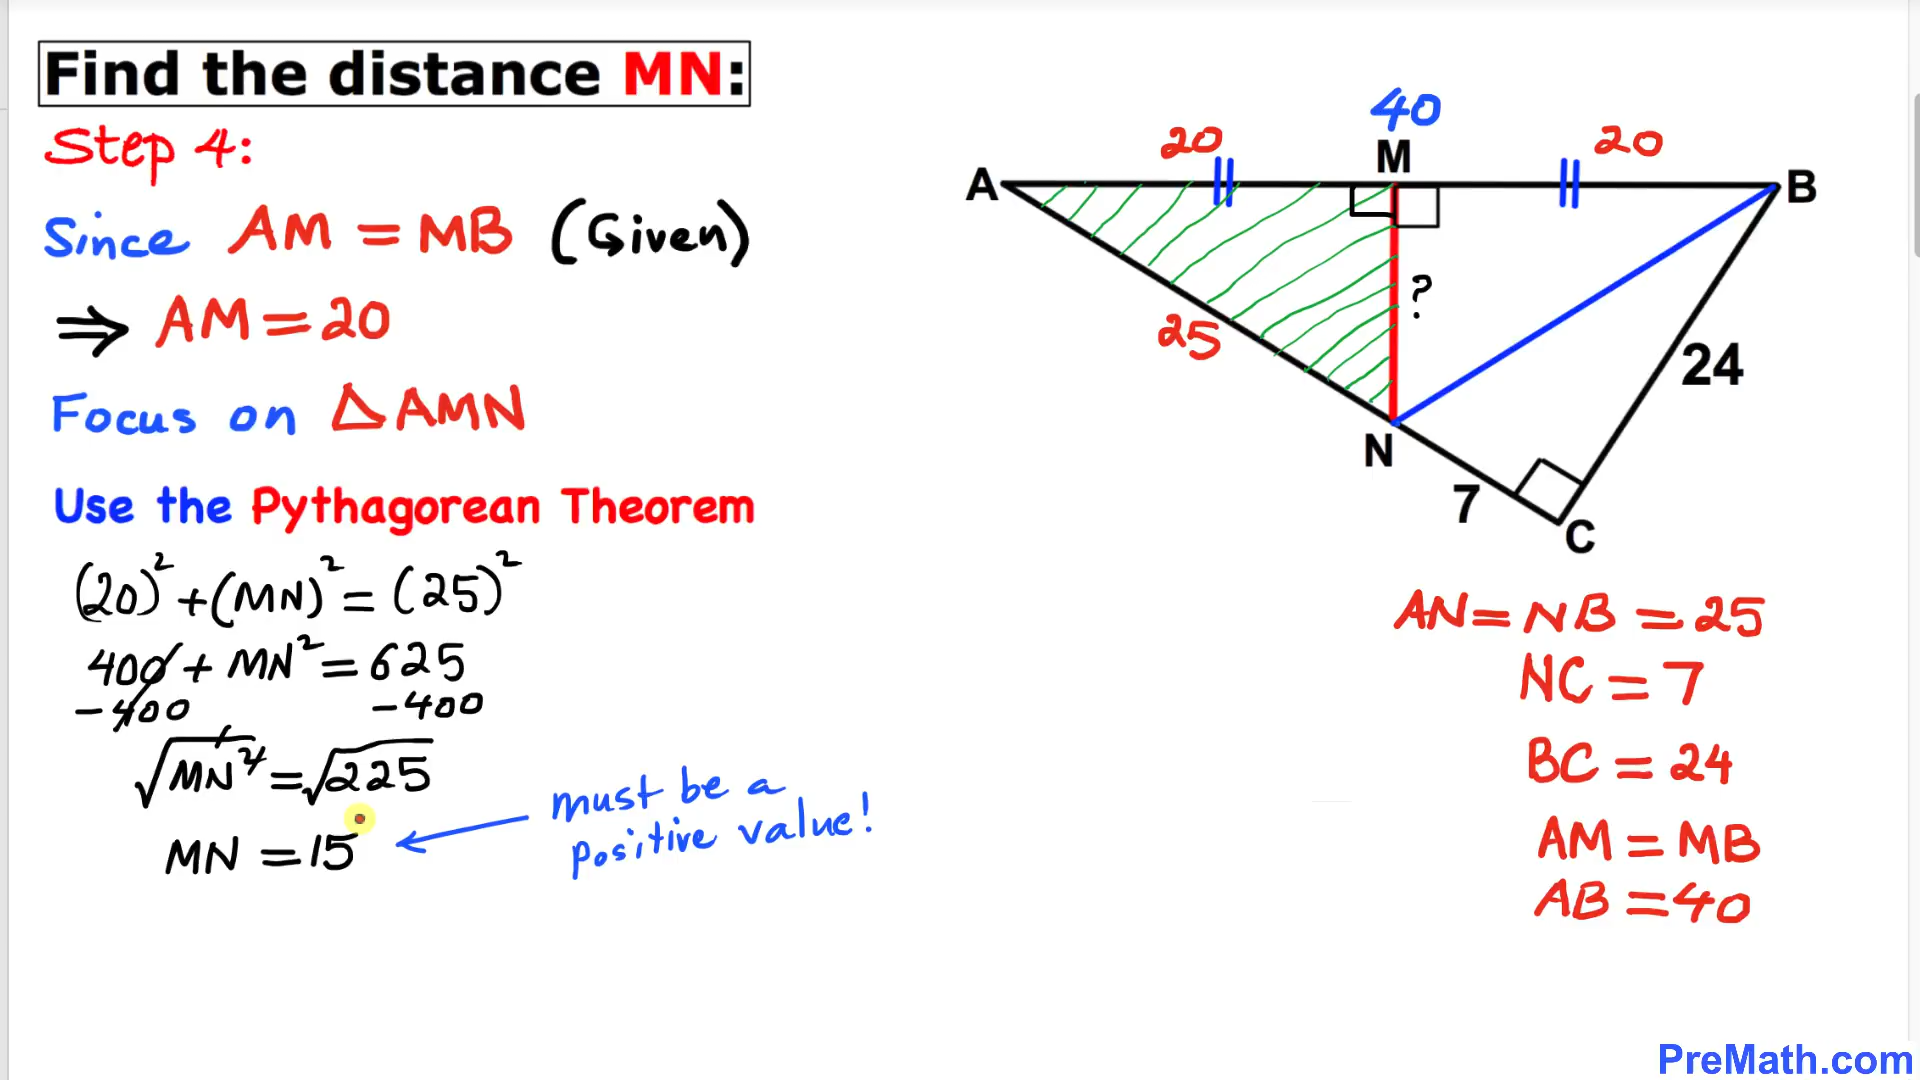 Find the distance MN:
Step 4:
Since AM = MB (Given)
⇒ AM = 20
Focus on △AMN
Use the Pythagorean Theorem
(20)² + (MN)² = (25)²
400 + MN² = 625
-400 -400
√MN² = √225
MN = 15
must be a
positive value!
40
20
20
A
M
B
?
25
24
N
7
C
AN = NB = 25
NC = 7
BC = 24
AM = MB
AB = 40
PreMath.com